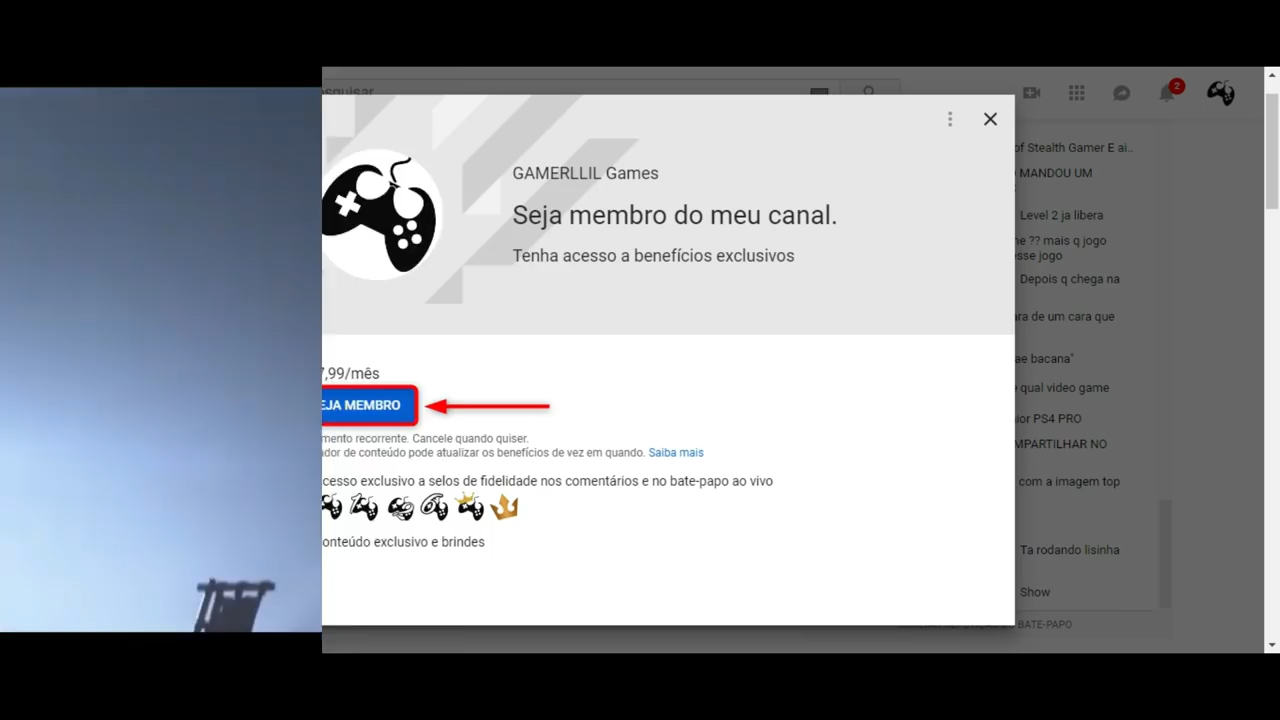 GAMERLLIL Games
Seja membro do meu canal.
Tenha acesso a benefícios exclusivos
7,99/mês
EJA MEMBRO
mento recorrente. Cancele quando quiser.
ador de conteúdo pode atualizar os benefícios de vez em quando. Saiba mais
cesso exclusivo a selos de fidelidade nos comentários e no bate-papo ao vivo
onteúdo exclusivo e brindes
2
of Stealth Gamer E ai..
MANDOU UM
Level 2 ja libera
me ?? mais q jogo
esse jogo
Depois q chega na
ara de um cara que
ae bacana"
e qual video game
nior PS4 PRO
MPARTILHAR NO
com a imagem top
Ta rodando lisinha
Show
BATE-PAPO